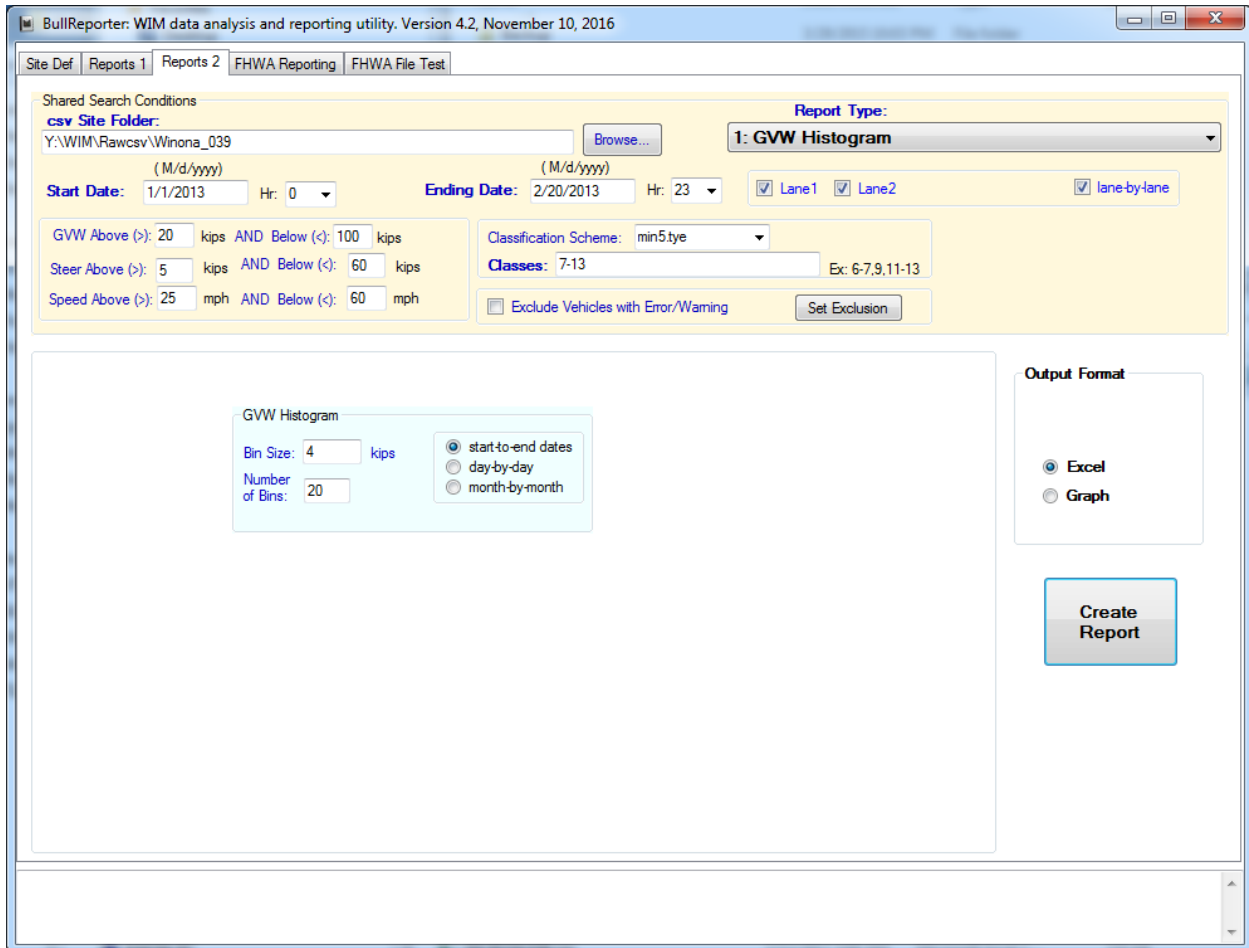 BullReporter: WIM data analysis and reporting utility. Version 4.2, November 10, 2016
Site Def Reports 1 Reports 2 FHWA Reporting FHWA File Test
Shared Search Conditions
csv Site Folder:
Report Type:
Y:\WIM\Rawcsv\Winona_039 Browse... 1: GVW Histogram
( M/d/yyyy) ( M/d/yyyy)
Start Date: 1/1/2013 Hr: 0 Ending Date: 2/20/2013 Hr: 23 Lane1 Lane2 lane-by-lane
GVW Above (>): 20 kips AND Below (<): 100 kips
Steer Above (>): 5 kips AND Below (<): 60 kips
Speed Above (>): 25 mph AND Below (<): 60 mph
Classification Scheme: min5.tye
Classes: 7-13 Ex: 6-7,9,11-13
Exclude Vehicles with Error/Warning Set Exclusion
GVW Histogram
Bin Size: 4 kips
Number
of Bins: 20
start-to-end dates
day-by-day
month-by-month
Output Format
Excel
Graph
Create
Report